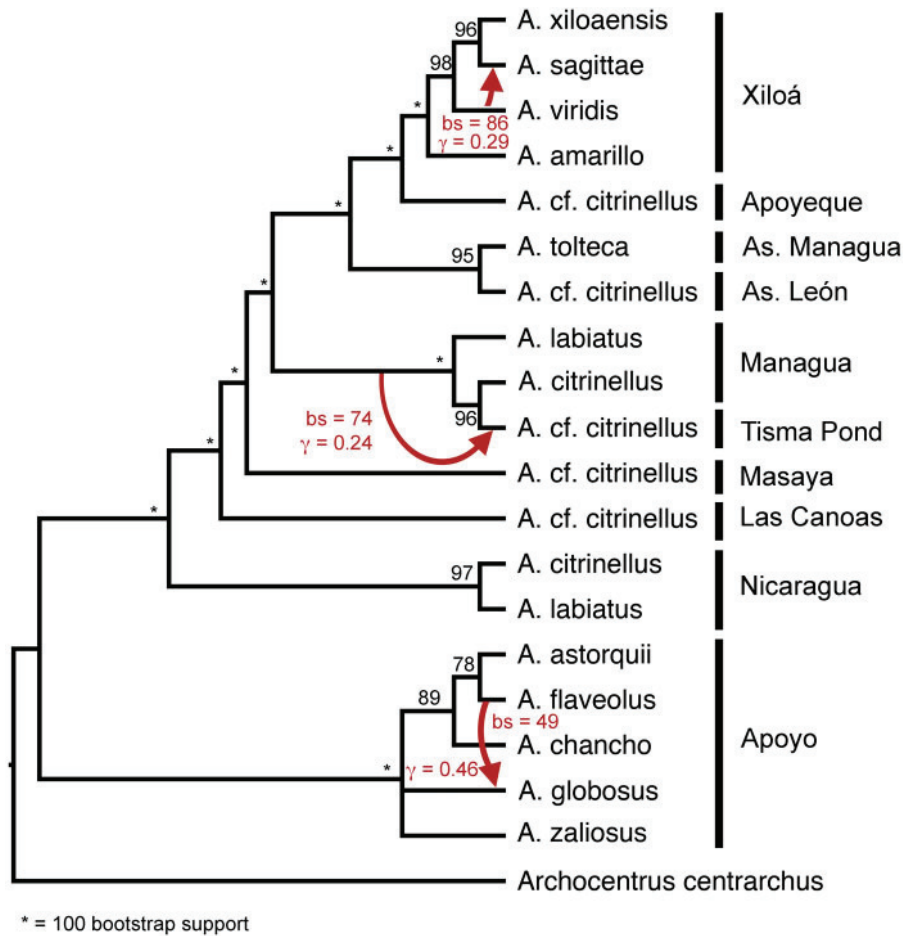 96
A. xiloaensis
A. sagittae
98
A. viridis
Xiloá
*
bs = 86
γ = 0.29
A. amarillo
*
A. cf. citrinellus
Apoyeque
*
95
A. tolteca
As. Managua
A. cf. citrinellus
As. León
*
A. labiatus
*
A. citrinellus
Managua
*
bs = 74
γ = 0.24
96
A. cf. citrinellus
Tisma Pond
*
A. cf. citrinellus
Masaya
*
A. cf. citrinellus
Las Canoas
97
A. citrinellus
Nicaragua
A. labiatus
78
A. astorquii
89
A. flaveolus
bs = 49
A. chancho
Apoyo
*
γ = 0.46
A. globosus
A. zaliosus
Archocentrus centrarchus
* = 100 bootstrap support